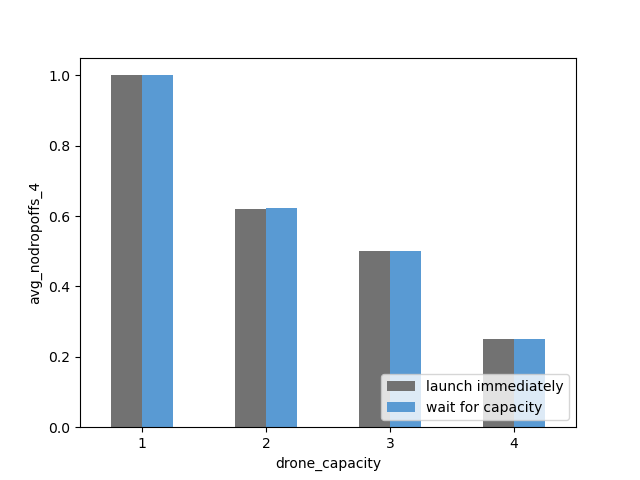 1.0
0.8
0.6
0.4
0.2
0.0
avg_nodropoffs_4
1 2 3 4
drone_capacity
launch immediately
wait for capacity